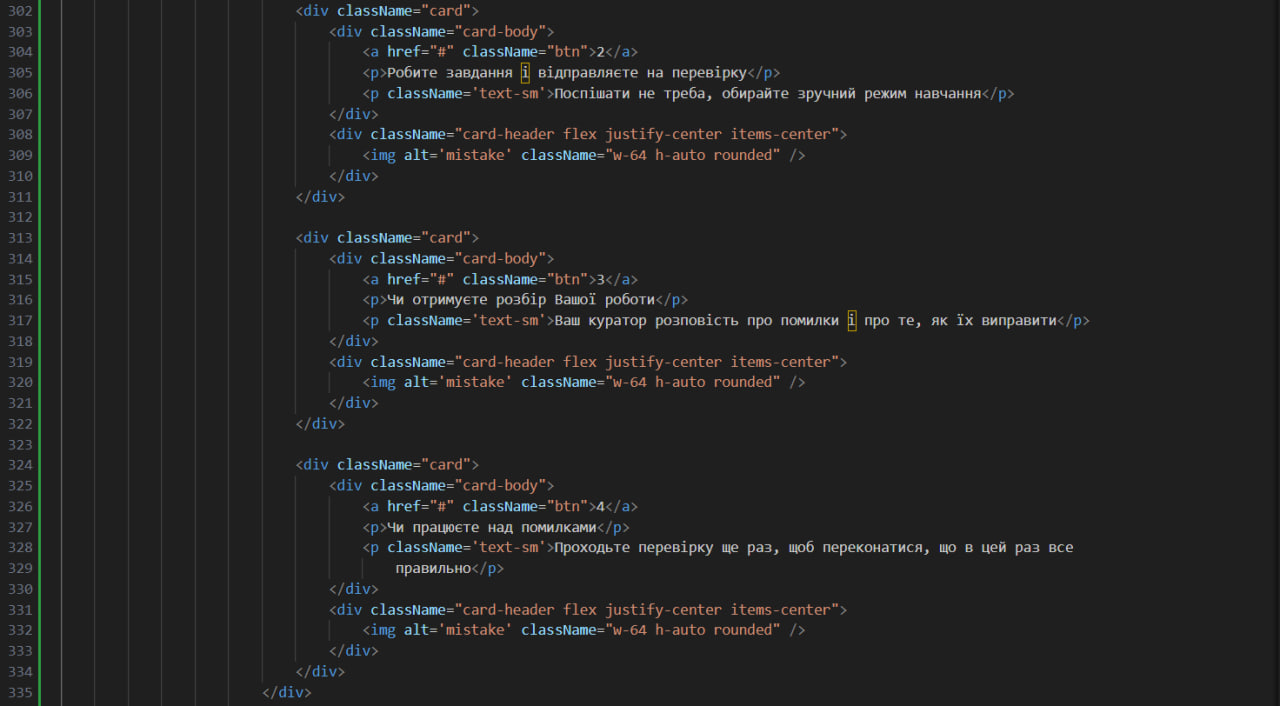 302 <div className="card">
303 <div className="card-body">
304 <a href="#" className="btn">2</a>
305 <p>Робите завдання і відправляєте на перевірку</p>
306 <p className='text-sm'>Поспішати не треба, обирайте зручний режим навчання</p>
307 </div>
308 <div className="card-header flex justify-center items-center">
309 <img alt='mistake' className="w-64 h-auto rounded" />
310 </div>
311 </div>
312
313 <div className="card">
314 <div className="card-body">
315 <a href="#" className="btn">3</a>
316 <p>Чи отримуєте розбір Вашої роботи</p>
317 <p className='text-sm'>Ваш куратор розповість про помилки і про те, як їх виправити</p>
318 </div>
319 <div className="card-header flex justify-center items-center">
320 <img alt='mistake' className="w-64 h-auto rounded" />
321 </div>
322 </div>
323
324 <div className="card">
325 <div className="card-body">
326 <a href="#" className="btn">4</a>
327 <p>Чи працюєте над помилками</p>
328 <p className='text-sm'>Проходьте перевірку ще раз, щоб переконатися, що в цей раз все
329 правильно</p>
330 </div>
331 <div className="card-header flex justify-center items-center">
332 <img alt='mistake' className="w-64 h-auto rounded" />
333 </div>
334 </div>
335 </div>